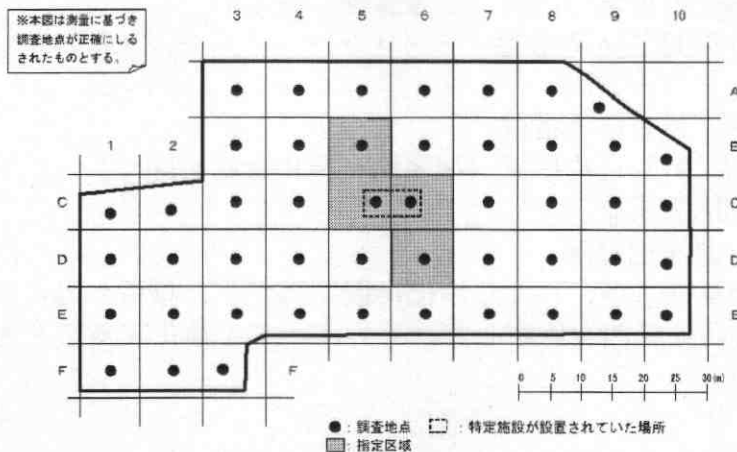 ※本図は測量に基づき
調査地点が正確にしる
されたものとする。
3 4 5 6 7 8 9 10
A
1 2
B
C C
D D
E E
F F
0 5 10 15 20 25 30(m)
●:調査地点 :特定施設が設置されていた場所
:指定区域